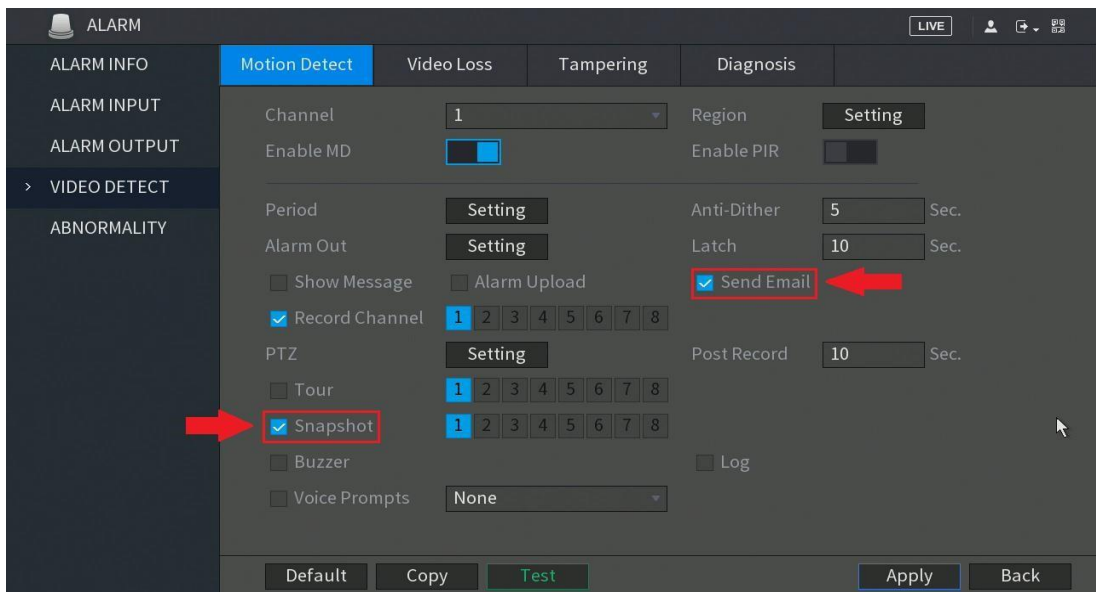 ALARM
LIVE
ALARM INFO
ALARM INPUT
ALARM OUTPUT
> VIDEO DETECT
ABNORMALITY
Motion Detect Video Loss Tampering Diagnosis
Channel 1 Region Setting
Enable MD Enable PIR
Period Setting Anti-Dither 5 Sec.
Alarm Out Setting Latch 10 Sec.
Show Message Alarm Upload Send Email
Record Channel 1 2 3 4 5 6 7 8
PTZ Setting Post Record 10 Sec.
Tour 1 2 3 4 5 6 7 8
Snapshot 1 2 3 4 5 6 7 8
Buzzer Log
Voice Prompts None
Default Copy Test Apply Back